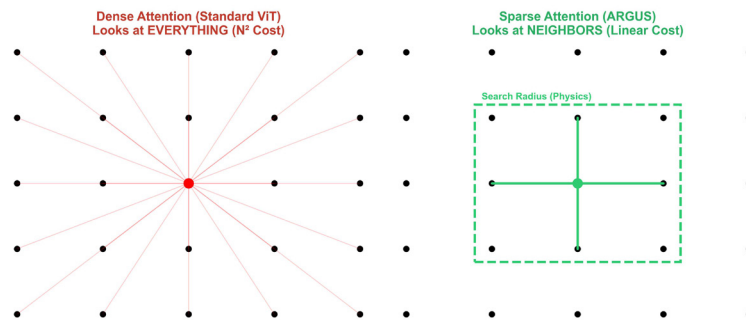 Dense Attention (Standard ViT)
Looks at EVERYTHING (N² Cost)
Sparse Attention (ARGUS)
Looks at NEIGHBORS (Linear Cost)
Search Radius (Physics)